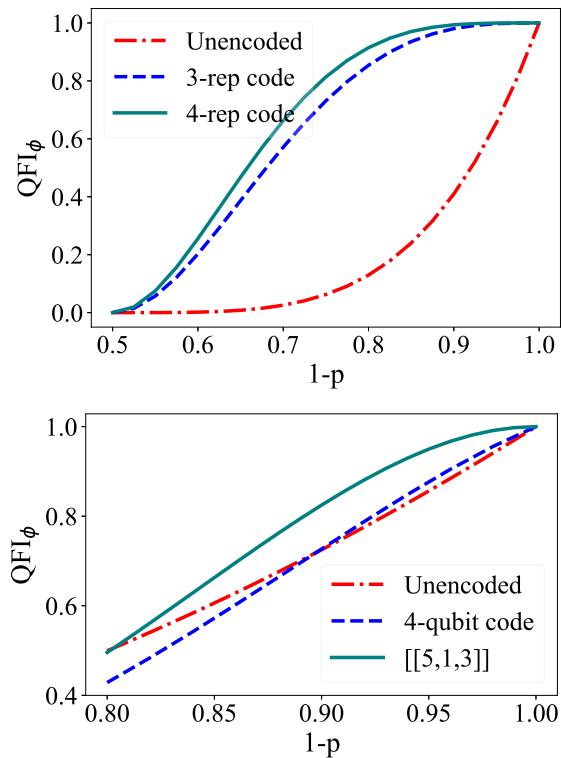 1.0
0.8
0.6
0.4
0.2
0.0
QFIϕ
Unencoded
3-rep code
4-rep code
0.5 0.6 0.7 0.8 0.9 1.0
1-p
1.0
0.8
0.6
0.4
QFIϕ
Unencoded
4-qubit code
[[5,1,3]]
0.80 0.85 0.90 0.95 1.00
1-p